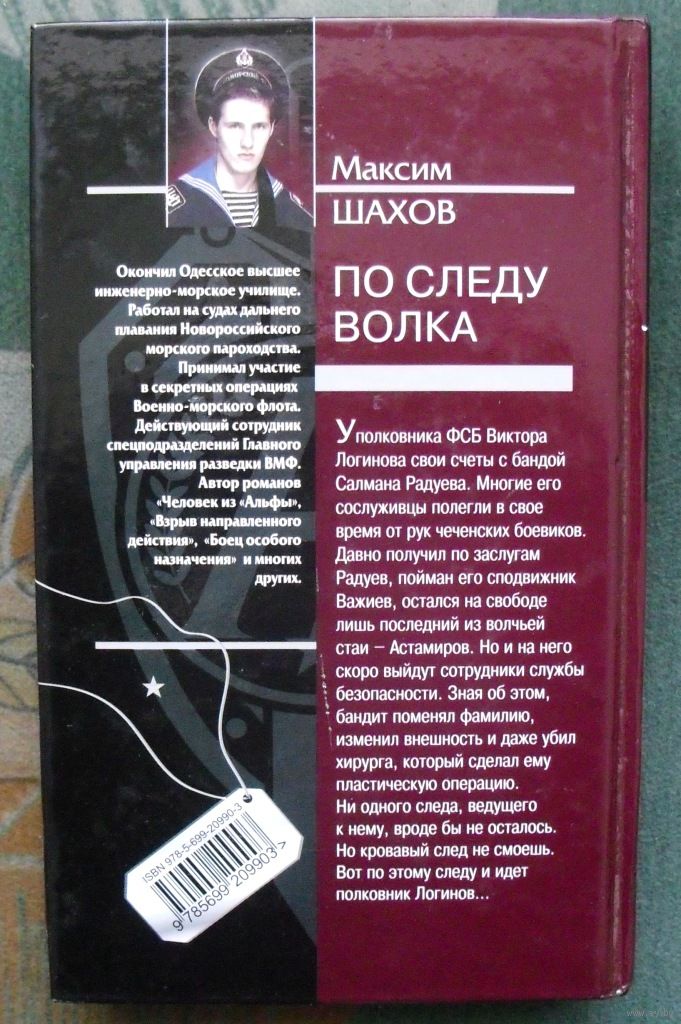 Максим
ШАХОВ
ПО СЛЕДУ
ВОЛКА
Окончил Одесское высшее
инженерно-морское училище.
Работал на судах дальнего
плавания Новороссийского
морского пароходства.
Принимал участие
в секретных операциях
Военно-морского флота.
Действующий сотрудник
спецподразделений Главного
управления разведки ВМФ.
Автор романов
«Человек из «Альфы»,
«Взрыв направленного
действия», «Боец особого
назначения» и многих
других.
У полковника ФСБ Виктора
Логинова свои счеты с бандой
Салмана Радуева. Многие его
сослуживцы полегли в свое
время от рук чеченских боевиков.
Давно получил по заслугам
Радуев, пойман его сподвижник
Важиев, остался на свободе
лишь последний из волчьей
стаи – Астамиров. Но и на него
скоро выйдут сотрудники службы
безопасности. Зная об этом,
бандит поменял фамилию,
изменил внешность и даже убил
хирурга, который сделал ему
пластическую операцию.
Ни одного следа, ведущего
к нему, вроде бы не осталось.
Но кровавый след не смоешь.
Вот по этому следу и идет
полковник Логинов...
ISBN 978-5-699-20990-3
9 785699 209903 >
www.ay.by